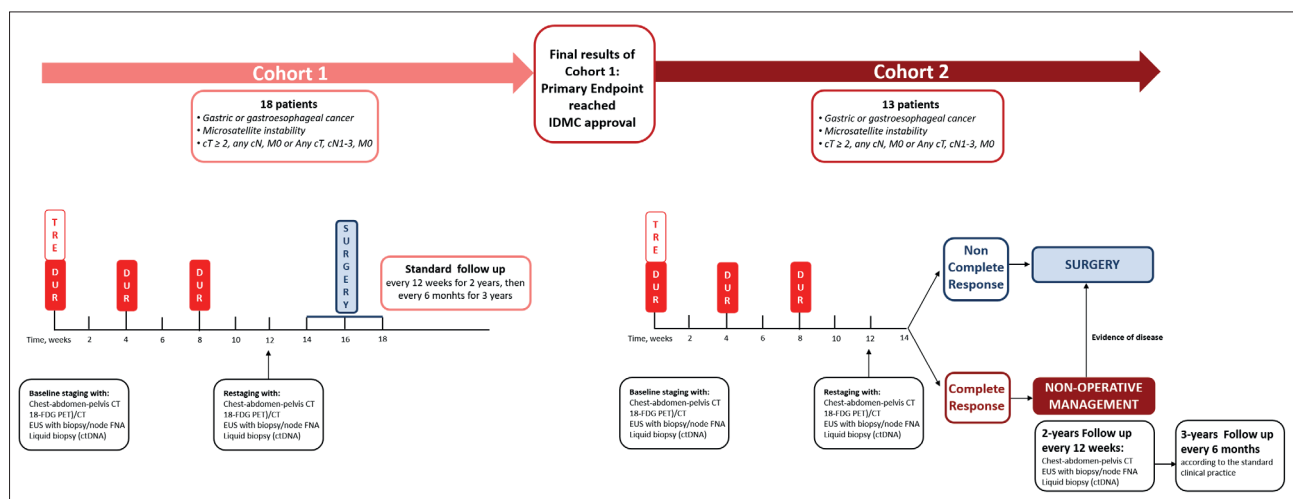 Cohort 1
Final results of
Cohort 1:
Primary Endpoint
reached
IDMC approval
Cohort 2
18 patients
• Gastric or gastroesophageal cancer
• Microsatellite instability
• cT ≥ 2, any cN, M0 or Any cT, cN1-3, M0
13 patients
• Gastric or gastroesophageal cancer
• Microsatellite instability
• cT ≥ 2, any cN, M0 or Any cT, cN1-3, M0
TRE
DUR
DUR
DUR
SURGERY
Standard follow up
every 12 weeks for 2 years, then
every 6 monihts for 3 years
Time, weeks 2 4 6 8 10 12 14 16 18
Baseline staging with:
Chest-abdomen-pelvis CT
18-FDG PET)/CT
EUS with biopsy/node FNA
Liquid biopsy (ctDNA)
Restaging with:
Chest-abdomen-pelvis CT
18-FDG PET)/CT
EUS with biopsy/node FNA
Liquid biopsy (ctDNA)
TRE
DUR
DUR
DUR
Time, weeks 2 4 6 8 10 12 14
Baseline staging with:
Chest-abdomen-pelvis CT
18-FDG PET)/CT
EUS with biopsy/node FNA
Liquid biopsy (ctDNA)
Restaging with:
Chest-abdomen-pelvis CT
18-FDG PET)/CT
EUS with biopsy/node FNA
Liquid biopsy (ctDNA)
Non
Complete
Response
SURGERY
Evidence of disease
Complete
Response
NON-OPERATIVE
MANAGEMENT
2-years Follow up
every 12 weeks:
Chest-abdomen-pelvis CT
EUS with biopsy/node FNA
Liquid biopsy (ctDNA)
3-years Follow up
every 6 months
according to the standard
clinical practice